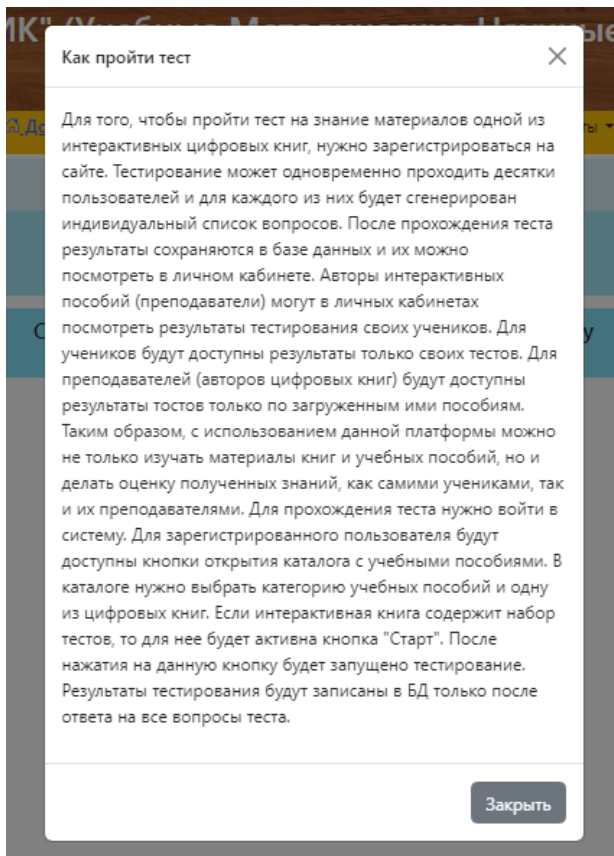 Как пройти тест
Для того, чтобы пройти тест на знание материалов одной из
интерактивных цифровых книг, нужно зарегистрироваться на
сайте. Тестирование может одновременно проходить десятки
пользователей и для каждого из них будет сгенерирован
индивидуальный список вопросов. После прохождения теста
результаты сохраняются в базе данных и их можно
посмотреть в личном кабинете. Авторы интерактивных
пособий (преподаватели) могут в личных кабинетах
посмотреть результаты тестирования своих учеников. Для
учеников будут доступны результаты только своих тестов. Для
преподавателей (авторов цифровых книг) будут доступны
результаты тостов только по загруженным ими пособиям.
Таким образом, с использованием данной платформы можно
не только изучать материалы книг и учебных пособий, но и
делать оценку полученных знаний, как самими учениками, так
и их преподавателями. Для прохождения теста нужно войти в
систему. Для зарегистрированного пользователя будут
доступны кнопки открытия каталога с учебными пособиями. В
каталоге нужно выбрать категорию учебных пособий и одну
из цифровых книг. Если интерактивная книга содержит набор
тестов, то для нее будет активна кнопка "Старт". После
нажатия на данную кнопку будет запущено тестирование.
Результаты тестирования будут записаны в БД только после
ответа на все вопросы теста.
Закрыть